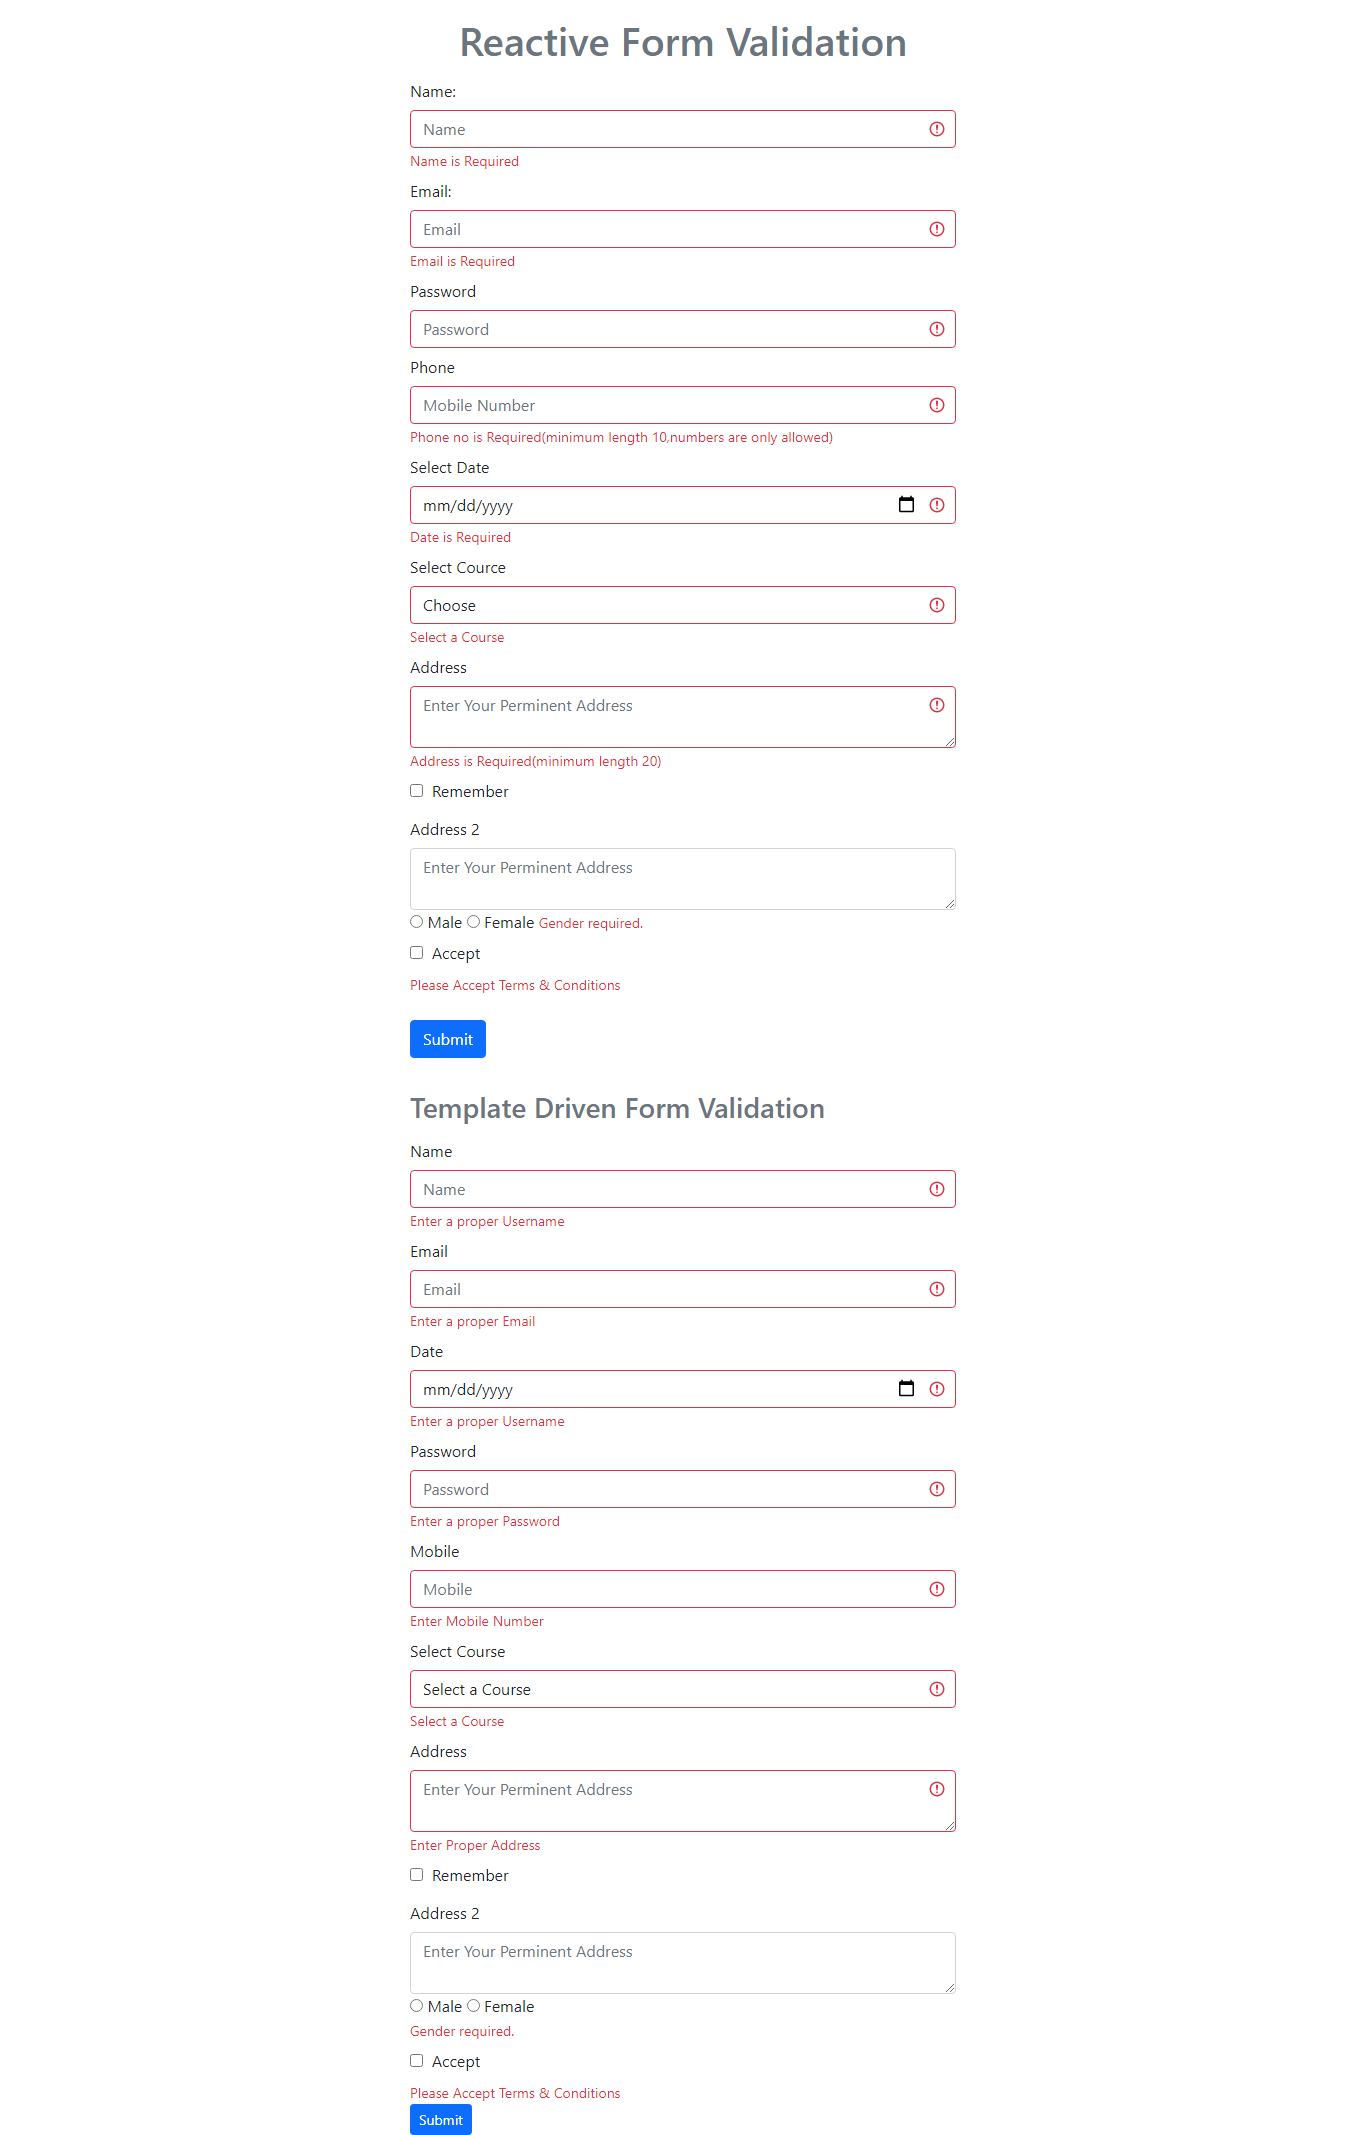 Reactive Form Validation
Name:
Name
Name is Required
Email:
Email
Email is Required
Password
Password
Phone
Mobile Number
Phone no is Required(minimum length 10,numbers are only allowed)
Select Date
mm/dd/yyyy
Date is Required
Select Cource
Choose
Select a Course
Address
Enter Your Perminent Address
Address is Required(minimum length 20)
Remember
Address 2
Enter Your Perminent Address
Male Female Gender required.
Accept
Please Accept Terms & Conditions
Submit
Template Driven Form Validation
Name
Name
Enter a proper Username
Email
Email
Enter a proper Email
Date
mm/dd/yyyy
Enter a proper Username
Password
Password
Enter a proper Password
Mobile
Mobile
Enter Mobile Number
Select Course
Select a Course
Select a Course
Address
Enter Your Perminent Address
Enter Proper Address
Remember
Address 2
Enter Your Perminent Address
Male Female
Gender required.
Accept
Please Accept Terms & Conditions
Submit